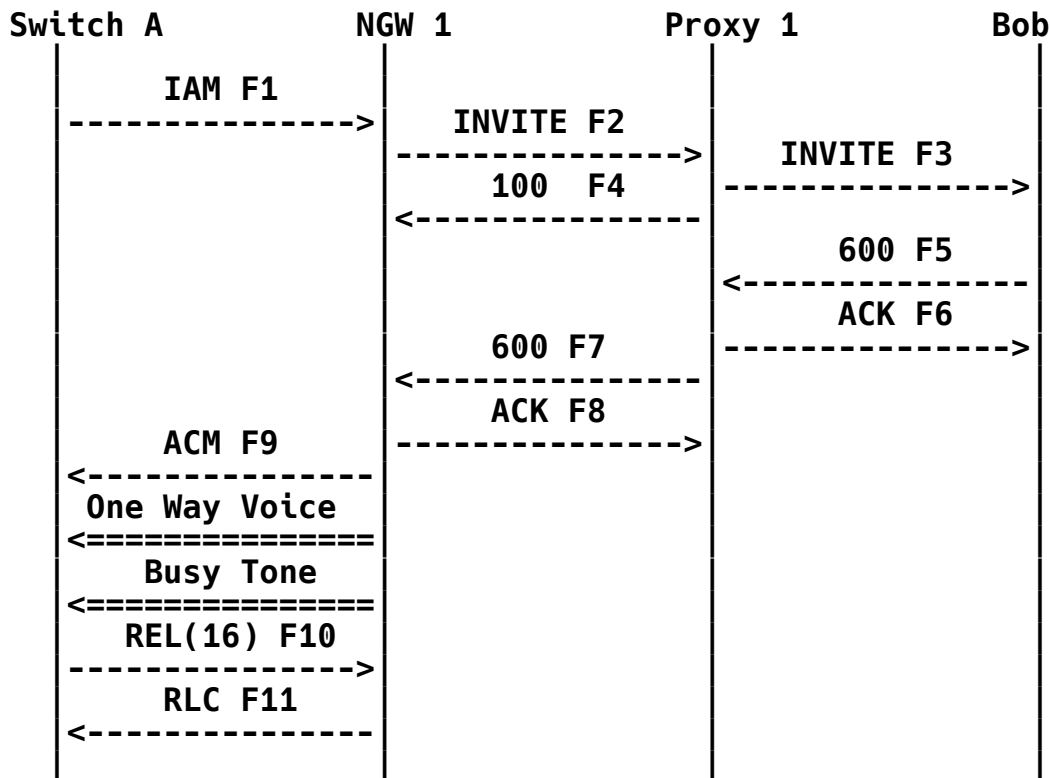 Switch A NGW 1 Proxy 1 Bob
IAM F1
INVITE F2
INVITE F3
100 F4
600 F5
ACK F6
600 F7
ACK F8
ACM F9
One Way Voice
Busy Tone
REL(16) F10
RLC F11